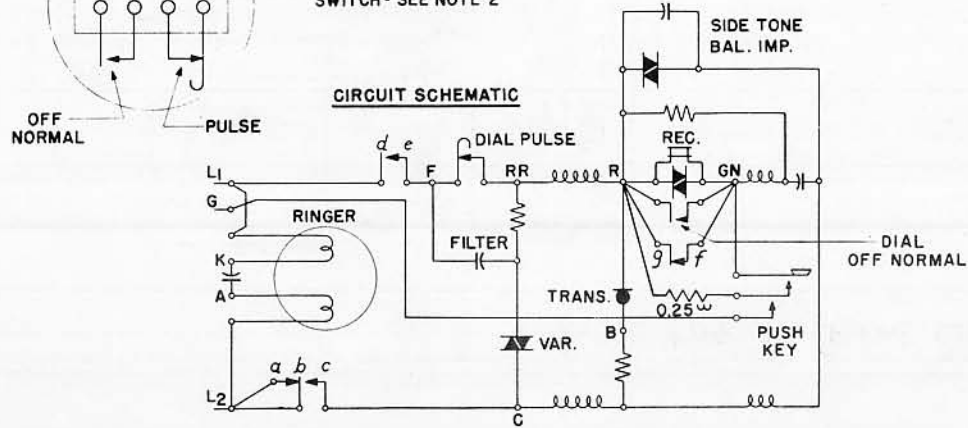 SWITCH - SEE NOTE 2
OFF
NORMAL
PULSE
CIRCUIT SCHEMATIC
SIDE TONE
BAL. IMP.
d e
DIAL PULSE
REC.
L1
F
RR
R
GN
G
RINGER
K
FILTER
g f
DIAL
OFF NORMAL
A
TRANS.
0.25 ω
B
PUSH
KEY
VAR.
a b c
L2
C